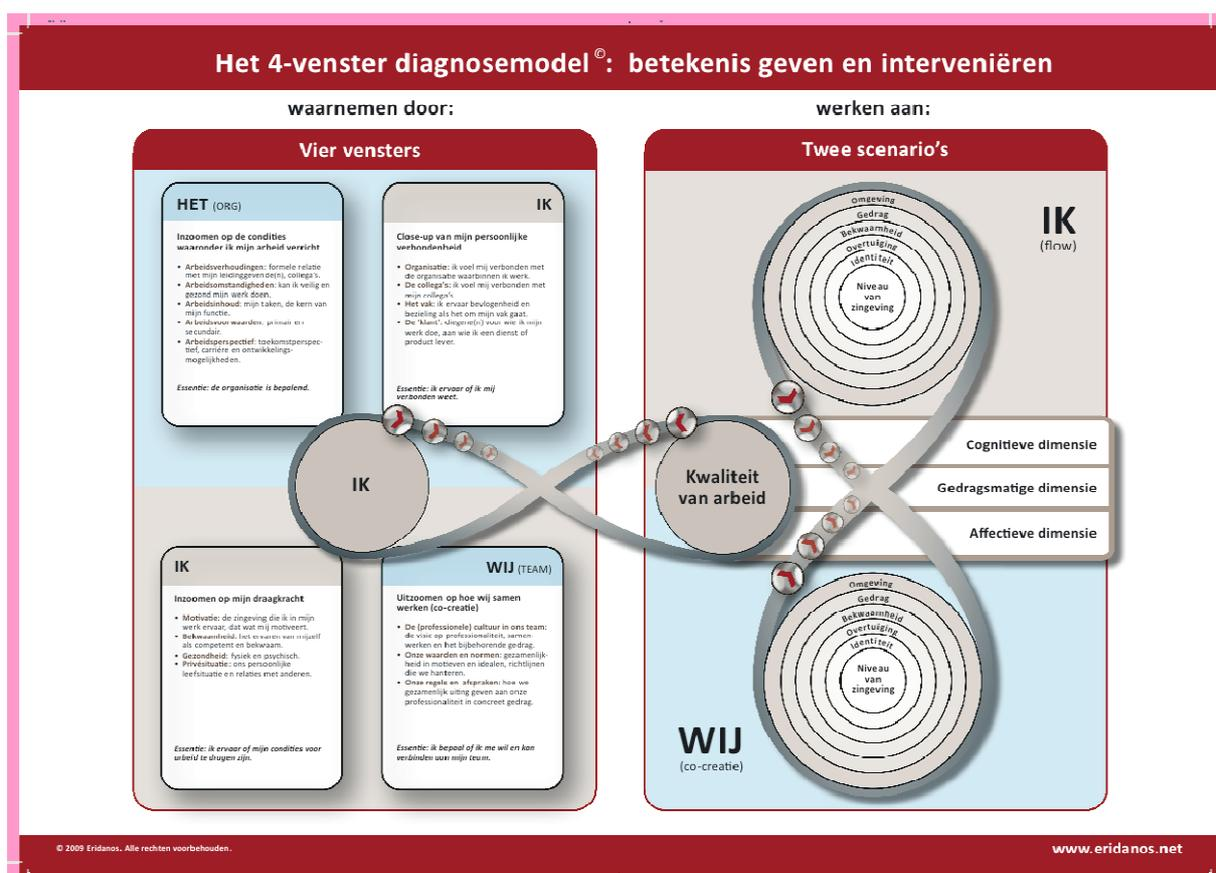 Het 4-venster diagnosemodel©: betekenis geven en interveniëren
waarnemen door:
Vier vensters
HET (ORG)
Inzoomen op de condities
waaronder ik mijn arbeid verricht
• Arbeidsverhoudingen: formele relatie
met mijn leidinggevende(n), collega's.
• Arbeidsomstandigheden: kan ik veilig en
gezond mijn werk doen.
• Arbeidsinhoud: mijn taken, de kern van
mijn functie.
• Arbeidsvoorwaarden: primair en
secundair.
• Arbeidsperspectief: toekomstperspec-
tief, carrière en ontwikkelings-
mogelijkheden.
Essentie: de organisatie is bepalend.
IK
Close-up van mijn persoonlijke
verbondenheid
• Organisatie: ik voel mij verbonden met
de organisatie waarbinnen ik werk.
• De collega's: ik voel mij verbonden met
mijn collega's
• Het vak: ik ervaar bevlogenheid en
bezieling als het om mijn vak gaat.
• De 'klant': diegene(n) voor wie ik mijn
werk doe, aan wie ik een dienst of
product lever.
Essentie: ik ervaar of ik mij
verbonden weet.
IK
Kwaliteit
van arbeid
IK
Inzoomen op mijn draagkracht
• Motivatie: de zingeving die ik in mijn
werk ervaar, dat wat mij motiveert.
• Bekwaamheid: het ervaren van mijzelf
als competent en bekwaam.
• Gezondheid: fysiek en psychisch.
• Privésituatie: ons persoonlijke
leefsituatie en relaties met anderen.
Essentie: ik ervaar of mijn condities voor
arbeid te dragen zijn.
WIJ (TEAM)
Uitzoomen op hoe wij samen
werken (co-creatie)
• De (professionele) cultuur in ons team:
de visie op professionaliteit, samen-
werken en het bijbehorende gedrag.
• Onze waarden en normen: gezamenlijk-
heid in motieven en idealen, richtlijnen
die we hanteren.
• Onze regels en afspraken: hoe we
gezamenlijk uiting geven aan onze
professionaliteit in concreet gedrag.
Essentie: ik bepaal of ik me wil en kan
verbinden aan mijn team.
werken aan:
Twee scenario's
Omgeving
Gedrag
Bekwaamheid
Overtuiging
Identiteit
Niveau
van
zingeving
IK
(flow)
Cognitieve dimensie
Gedragsmatige dimensie
Affectieve dimensie
Omgeving
Gedrag
Bekwaamheid
Overtuiging
Identiteit
Niveau
van
zingeving
WIJ
(co-creatie)
© 2009 Eridanos. Alle rechten voorbehouden.
www.eridanos.net